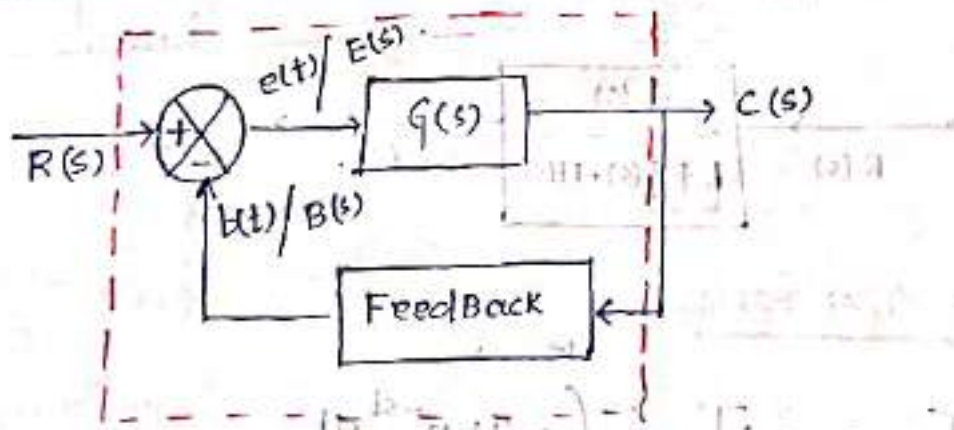 e(t)/E(s).
G(s)
C(s)
+
R(s)
-
b(t)/B(s)
R(s)
FeedBack